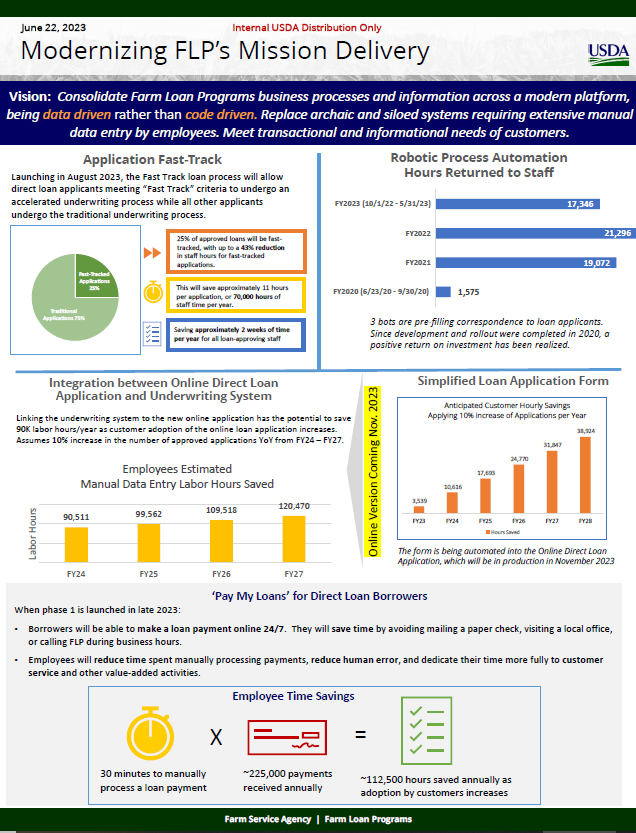 June 22, 2023
Internal USDA Distribution Only
Modernizing FLP's Mission Delivery
USDA
Vision: Consolidate Farm Loan Programs business processes and information across a modern platform,
being data driven rather than code driven. Replace archaic and siloed systems requiring extensive manual
data entry by employees. Meet transactional and informational needs of customers.
Application Fast-Track
Launching in August 2023, the Fast Track loan process will allow
direct loan applicants meeting "Fast Track" criteria to undergo an
accelerated underwriting process while all other applicants
undergo the traditional underwriting process.
Fast-Tracked
Applications
25%
Traditional
Applications 75%
25% of approved loans will be fast-
tracked, with up to a 43% reduction
in staff hours for fast-tracked
applications.
This will save approximately 11 hours
per application, or 70,000 hours of
staff time per year.
Saving approximately 2 weeks of time
per year for all loan-approving staff
Robotic Process Automation
Hours Returned to Staff
FY2023 (10/1/22 - 5/31/23)
17,346
FY2022
21,296
FY2021
19,072
FY2020 (6/23/20 - 9/30/20)
1,575
3 bots are pre-filling correspondence to loan applicants.
Since development and rollout were completed in 2020, a
positive return on investment has been realized.
Integration between Online Direct Loan
Application and Underwriting System
Linking the underwriting system to the new online application has the potential to save
90K labor hours/year as customer adoption of the online loan application increases.
Assumes 10% increase in the number of approved applications YoY from FY24 – FY27.
Employees Estimated
Manual Data Entry Labor Hours Saved
Labor Hours
90,511
99,562
109,518
120,470
FY24
FY25
FY26
FY27
Online Version Coming Nov. 2023
Simplified Loan Application Form
Anticipated Customer Hourly Savings
Applying 10% increase of Applications per Year
3,539
10,616
17,693
24,770
31,847
38,924
FY23
FY24
FY25
FY26
FY27
FY28
Hours Saved
The form is being automated into the Online Direct Loan
Application, which will be in production in November 2023
'Pay My Loans' for Direct Loan Borrowers
When phase 1 is launched in late 2023:
• Borrowers will be able to make a loan payment online 24/7. They will save time by avoiding mailing a paper check, visiting a local office,
or calling FLP during business hours.
• Employees will reduce time spent manually processing payments, reduce human error, and dedicate their time more fully to customer
service and other value-added activities.
Employee Time Savings
X
=
30 minutes to manually
process a loan payment
~225,000 payments
received annually
~112,500 hours saved annually as
adoption by customers increases
Farm Service Agency | Farm Loan Programs